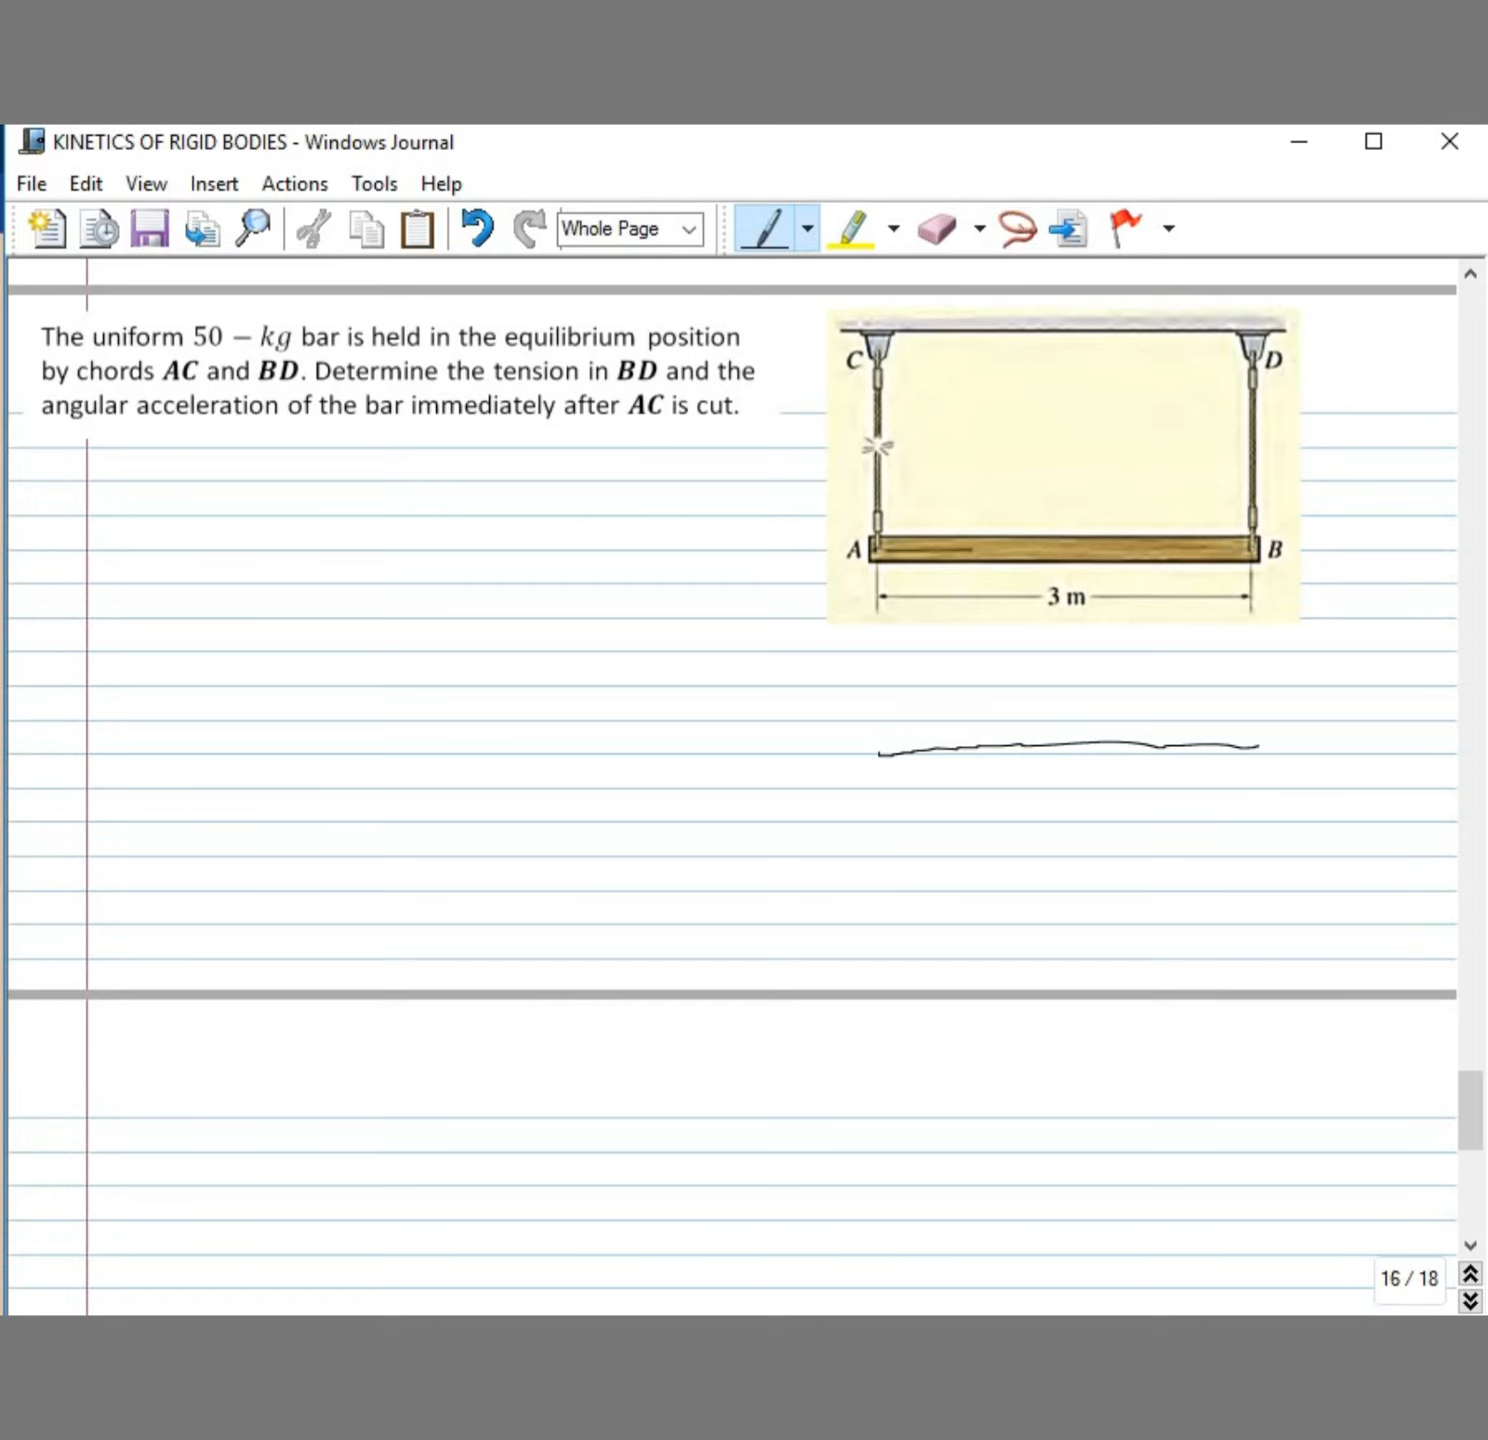 KINETICS OF RIGID BODIES - Windows Journal
File Edit View Insert Actions Tools Help
Whole Page
The uniform 50 − kg bar is held in the equilibrium position
by chords AC and BD. Determine the tension in BD and the
angular acceleration of the bar immediately after AC is cut.
C D
A B
3 m
16 / 18